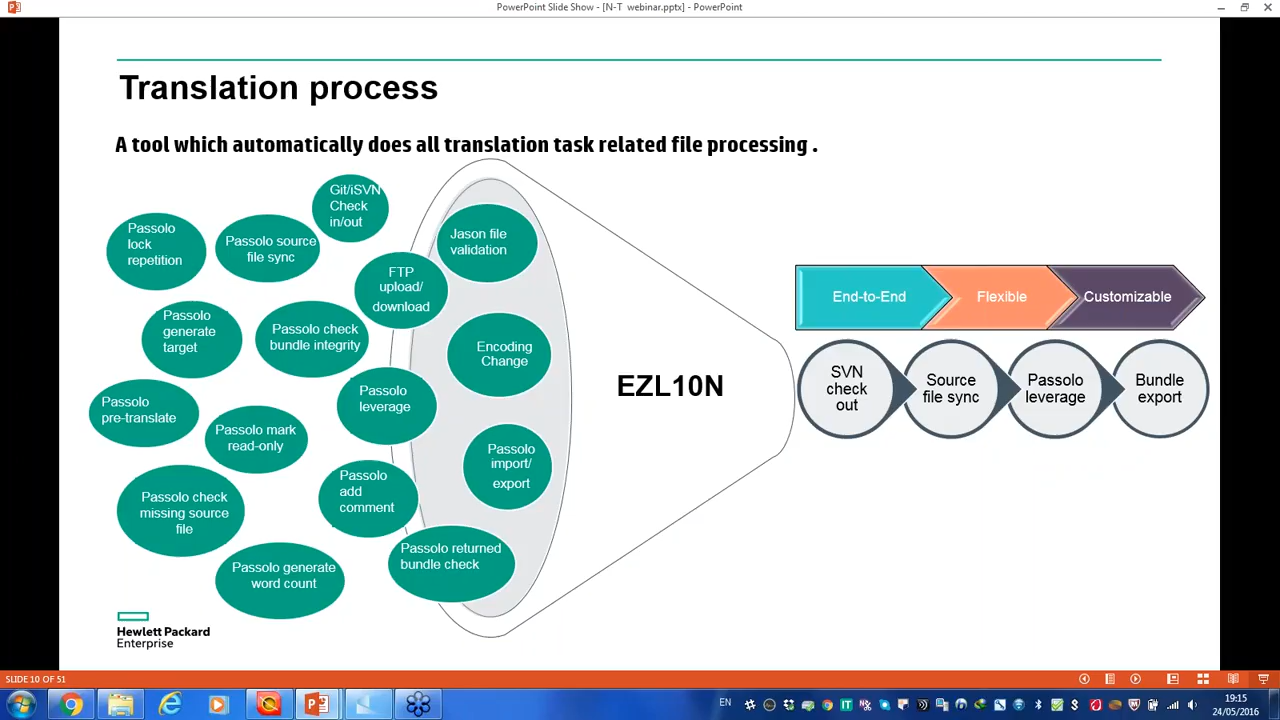 PowerPoint Slide Show - [N-T webinar.pptx] - PowerPoint
Translation process
A tool which automatically does all translation task related file processing .
Git/iSVN
Check
in/out
Passolo
lock
repetition
Passolo source
file sync
Jason file
validation
FTP
upload/
download
Passolo
generate
target
Passolo check
bundle integrity
Encoding
Change
Passolo
leverage
Passolo
pre-translate
Passolo mark
read-only
Passolo
import/
export
Passolo
add
comment
Passolo check
missing source
file
Passolo returned
bundle check
Passolo generate
word count
EZL10N
End-to-End
Flexible
Customizable
SVN
check
out
Source
file sync
Passolo
leverage
Bundle
export
Hewlett Packard
Enterprise
SLIDE 10 OF 51
EN
19:15
24/05/2016